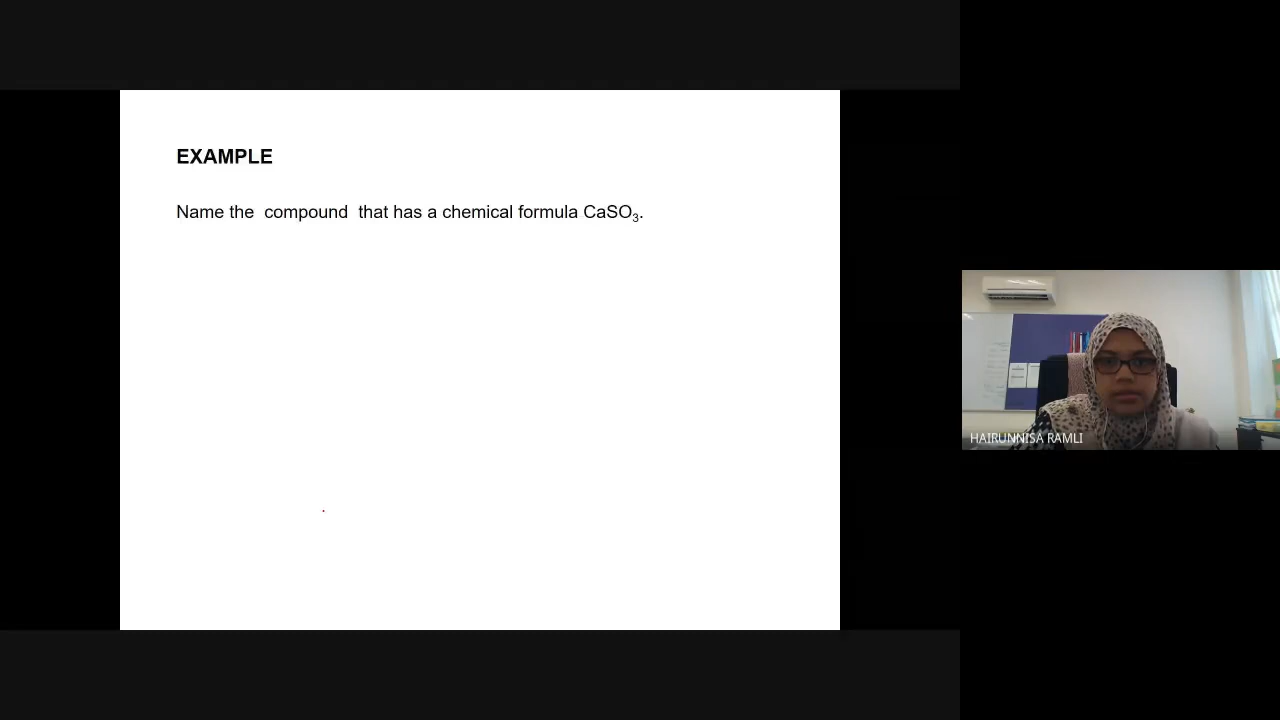 EXAMPLE
Name the compound that has a chemical formula CaSO₃.
HAIRUNNISA RAMLI